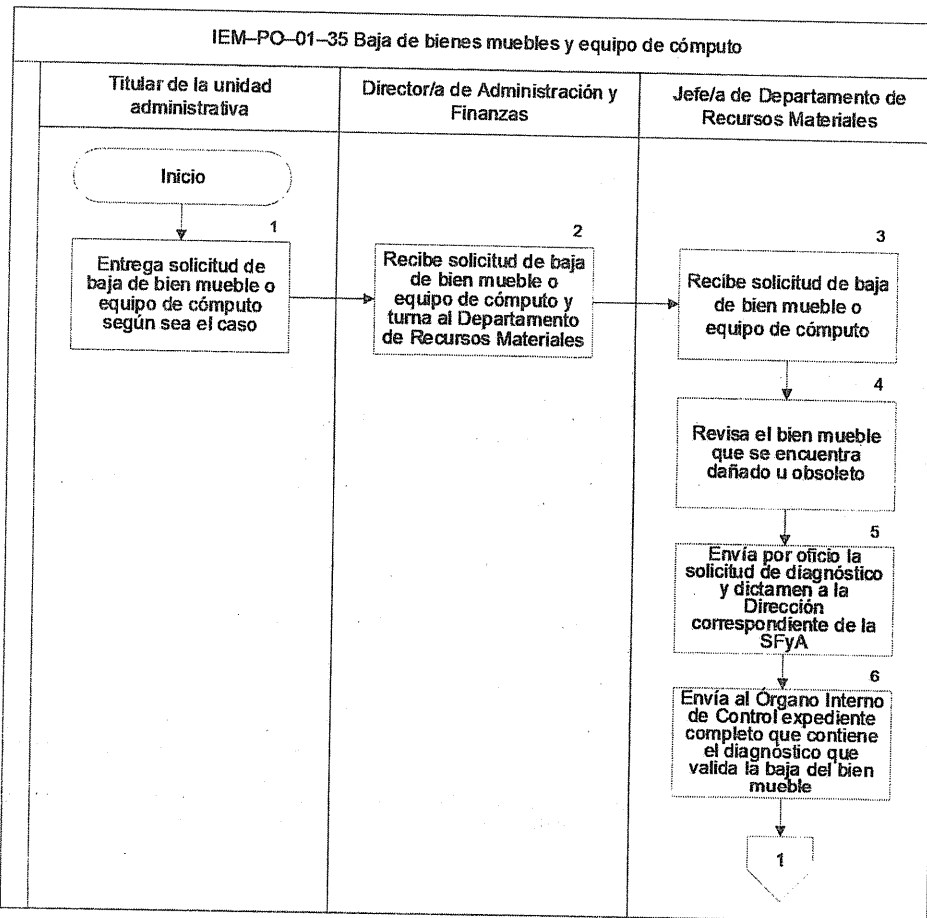 IEM–PO–01–35 Baja de bienes muebles y equipo de cómputo
Titular de la unidad
administrativa
Director/a de Administración y
Finanzas
Jefe/a de Departamento de
Recursos Materiales
Inicio
1
Entrega solicitud de
baja de bien mueble o
equipo de cómputo
según sea el caso
2
Recibe solicitud de baja
de bien mueble o
equipo de cómputo y
turna al Departamento
de Recursos Materiales
3
Recibe solicitud de baja
de bien mueble o
equipo de cómputo
4
Revisa el bien mueble
que se encuentra
dañado u obsoleto
5
Envía por oficio la
solicitud de diagnóstico
y dictamen a la
Dirección
correspondiente de la
SFyA
6
Envía al Órgano Interno
de Control expediente
completo que contiene
el diagnóstico que
valida la baja del bien
mueble
1